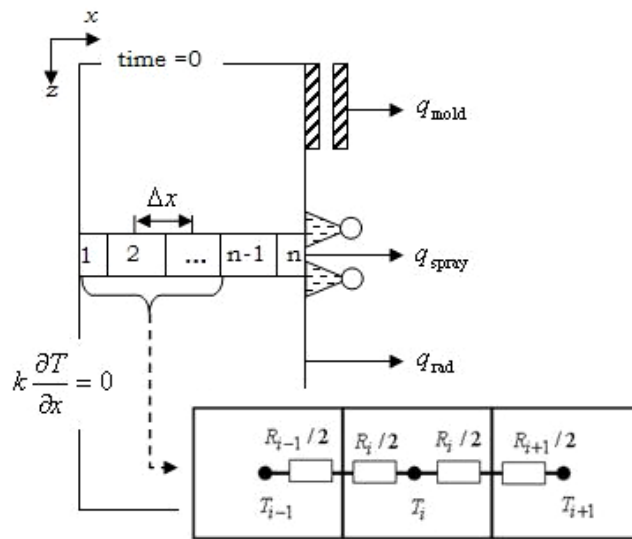 x
time =0
z
q_mold
Δx
1 2 ... n-1 n
q_spray
q_rad
k ∂T/∂x = 0
R_{i-1}/2 R_i/2 R_i/2 R_{i+1}/2
T_{i-1} T_i T_{i+1}